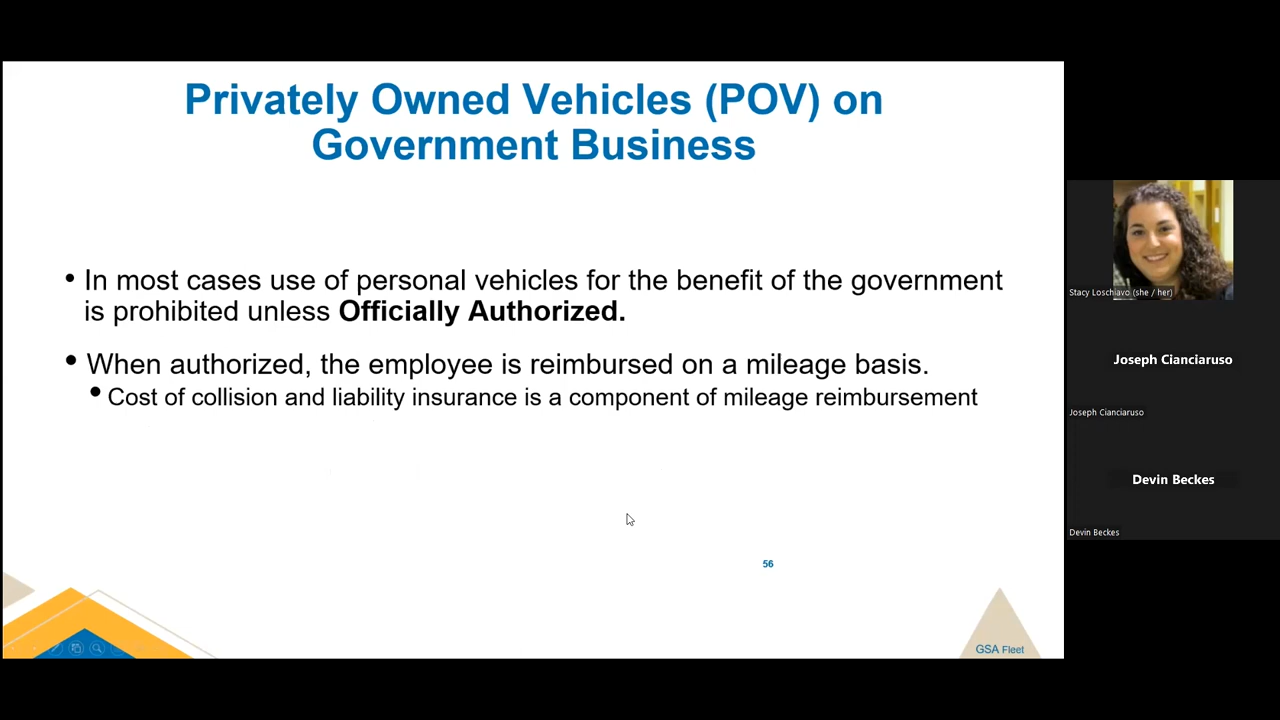 Privately Owned Vehicles (POV) on
Government Business
• In most cases use of personal vehicles for the benefit of the government
is prohibited unless Officially Authorized.
• When authorized, the employee is reimbursed on a mileage basis.
• Cost of collision and liability insurance is a component of mileage reimbursement
56
GSA Fleet
Stacy Loschiavo (she / her)
Joseph Cianciaruso
Joseph Cianciaruso
Devin Beckes
Devin Beckes